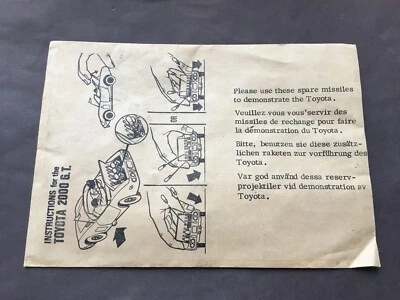 INSTRUCTIONS for the
TOYOTA 2000 G.T.
OR
Please use these spare missiles
to demonstrate the Toyota.
Veuillez vous'servir des
missiles de rechange pour faire
la démonstration du Toyota.
Bitte, benutzen sie diese zusätz-
lichen raketen zur vorführung des
Toyota.
Var god använd dessa reserv-
projektiler vid demonstration av
Toyota.